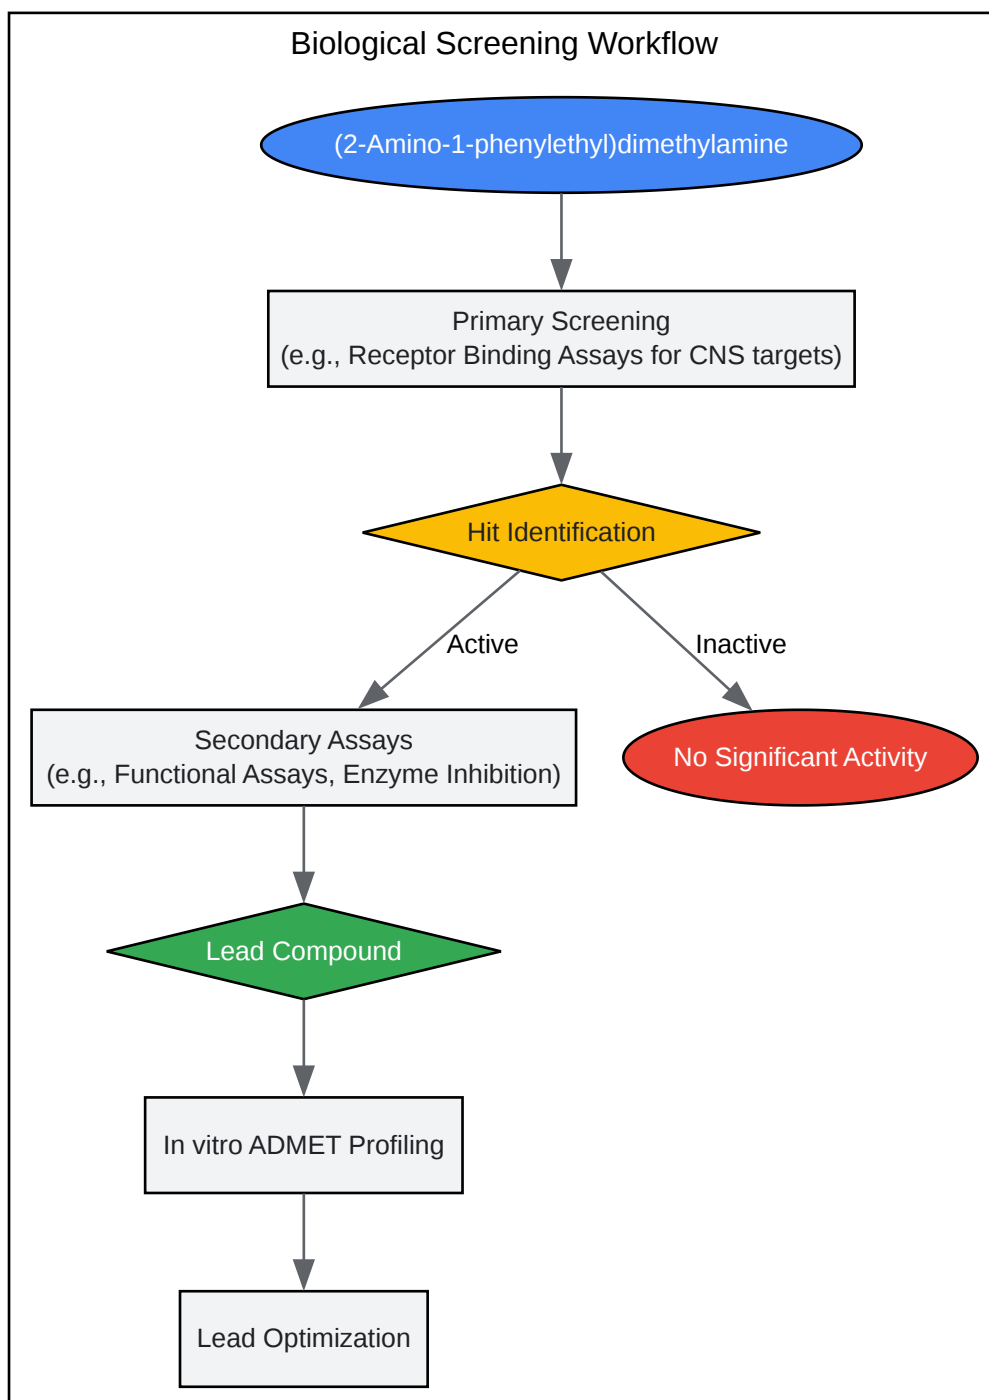 Biological Screening Workflow
(2-Amino-1-phenylethyl)dimethylamine
Primary Screening
(e.g., Receptor Binding Assays for CNS targets)
Hit Identification
Active
Inactive
Secondary Assays
(e.g., Functional Assays, Enzyme Inhibition)
No Significant Activity
Lead Compound
In vitro ADMET Profiling
Lead Optimization